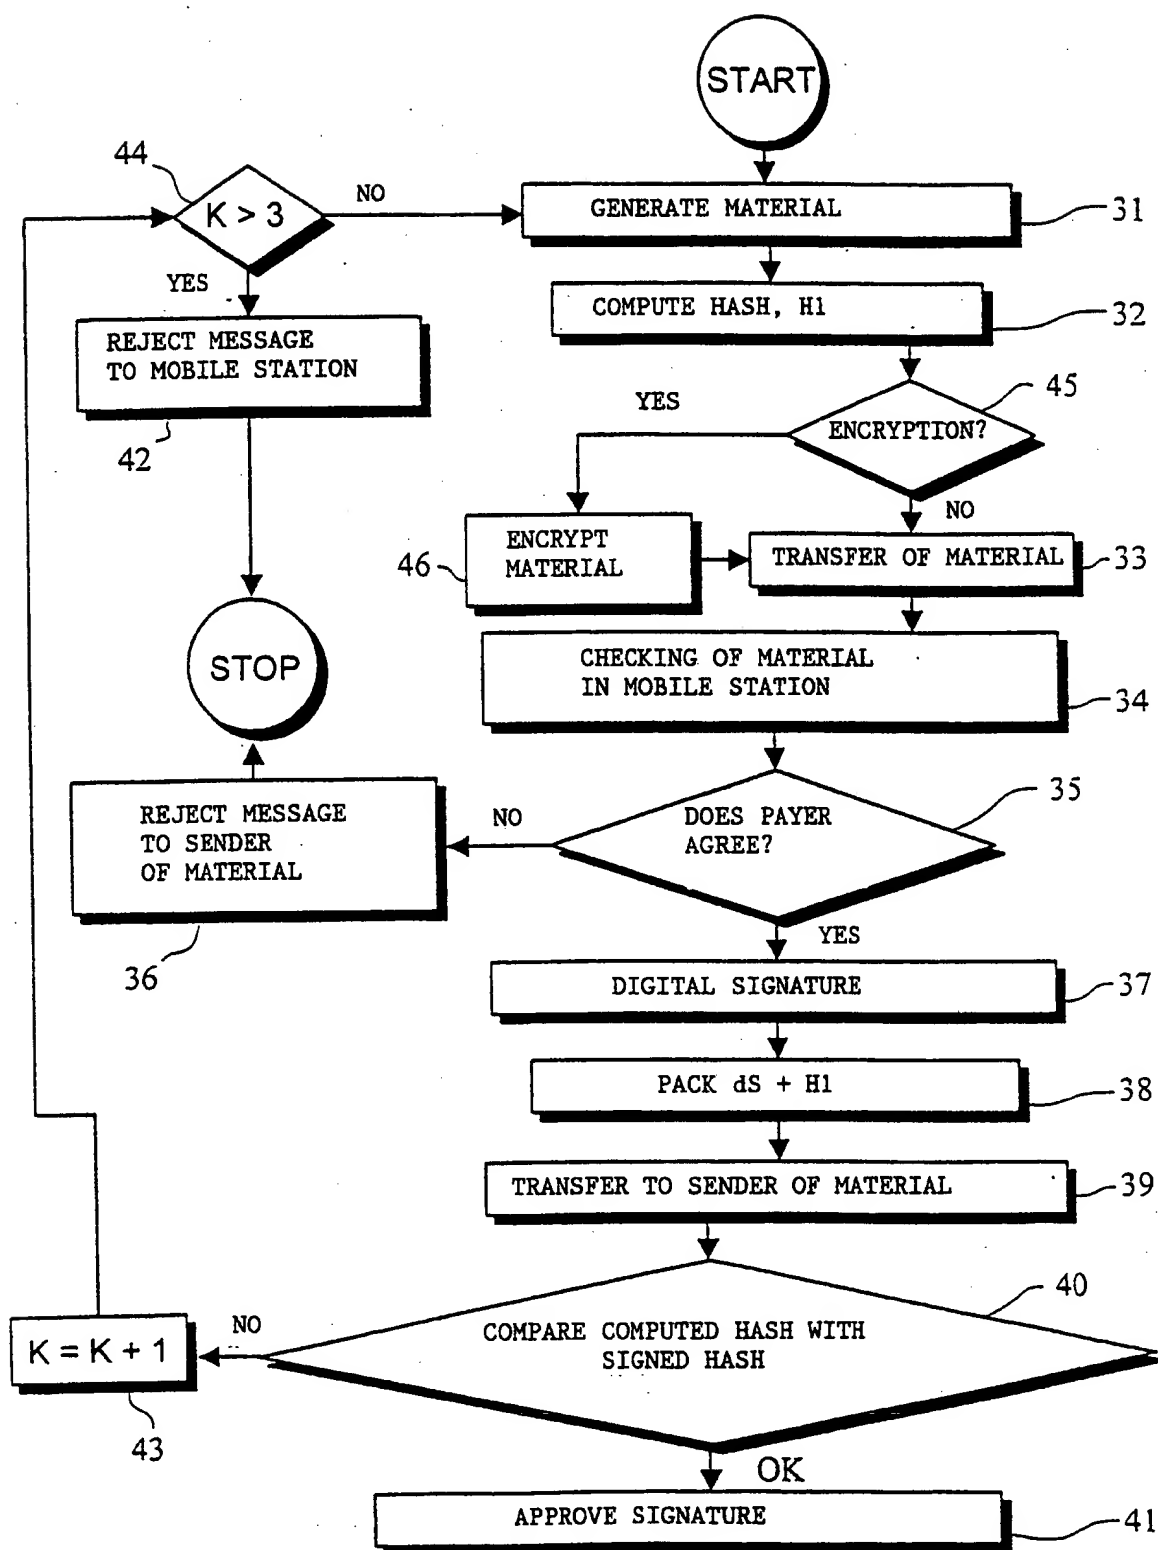 START
44
K > 3
NO
GENERATE MATERIAL
31
YES
COMPUTE HASH, H1
32
REJECT MESSAGE
TO MOBILE STATION
42
YES
45
ENCRYPTION?
NO
ENCRYPT
MATERIAL
46
TRANSFER OF MATERIAL
33
STOP
CHECKING OF MATERIAL
IN MOBILE STATION
34
REJECT MESSAGE
TO SENDER
OF MATERIAL
36
NO
DOES PAYER
AGREE?
35
YES
DIGITAL SIGNATURE
37
PACK dS + H1
38
TRANSFER TO SENDER OF MATERIAL
39
40
K = K + 1
43
NO
COMPARE COMPUTED HASH WITH
SIGNED HASH
OK
APPROVE SIGNATURE
41